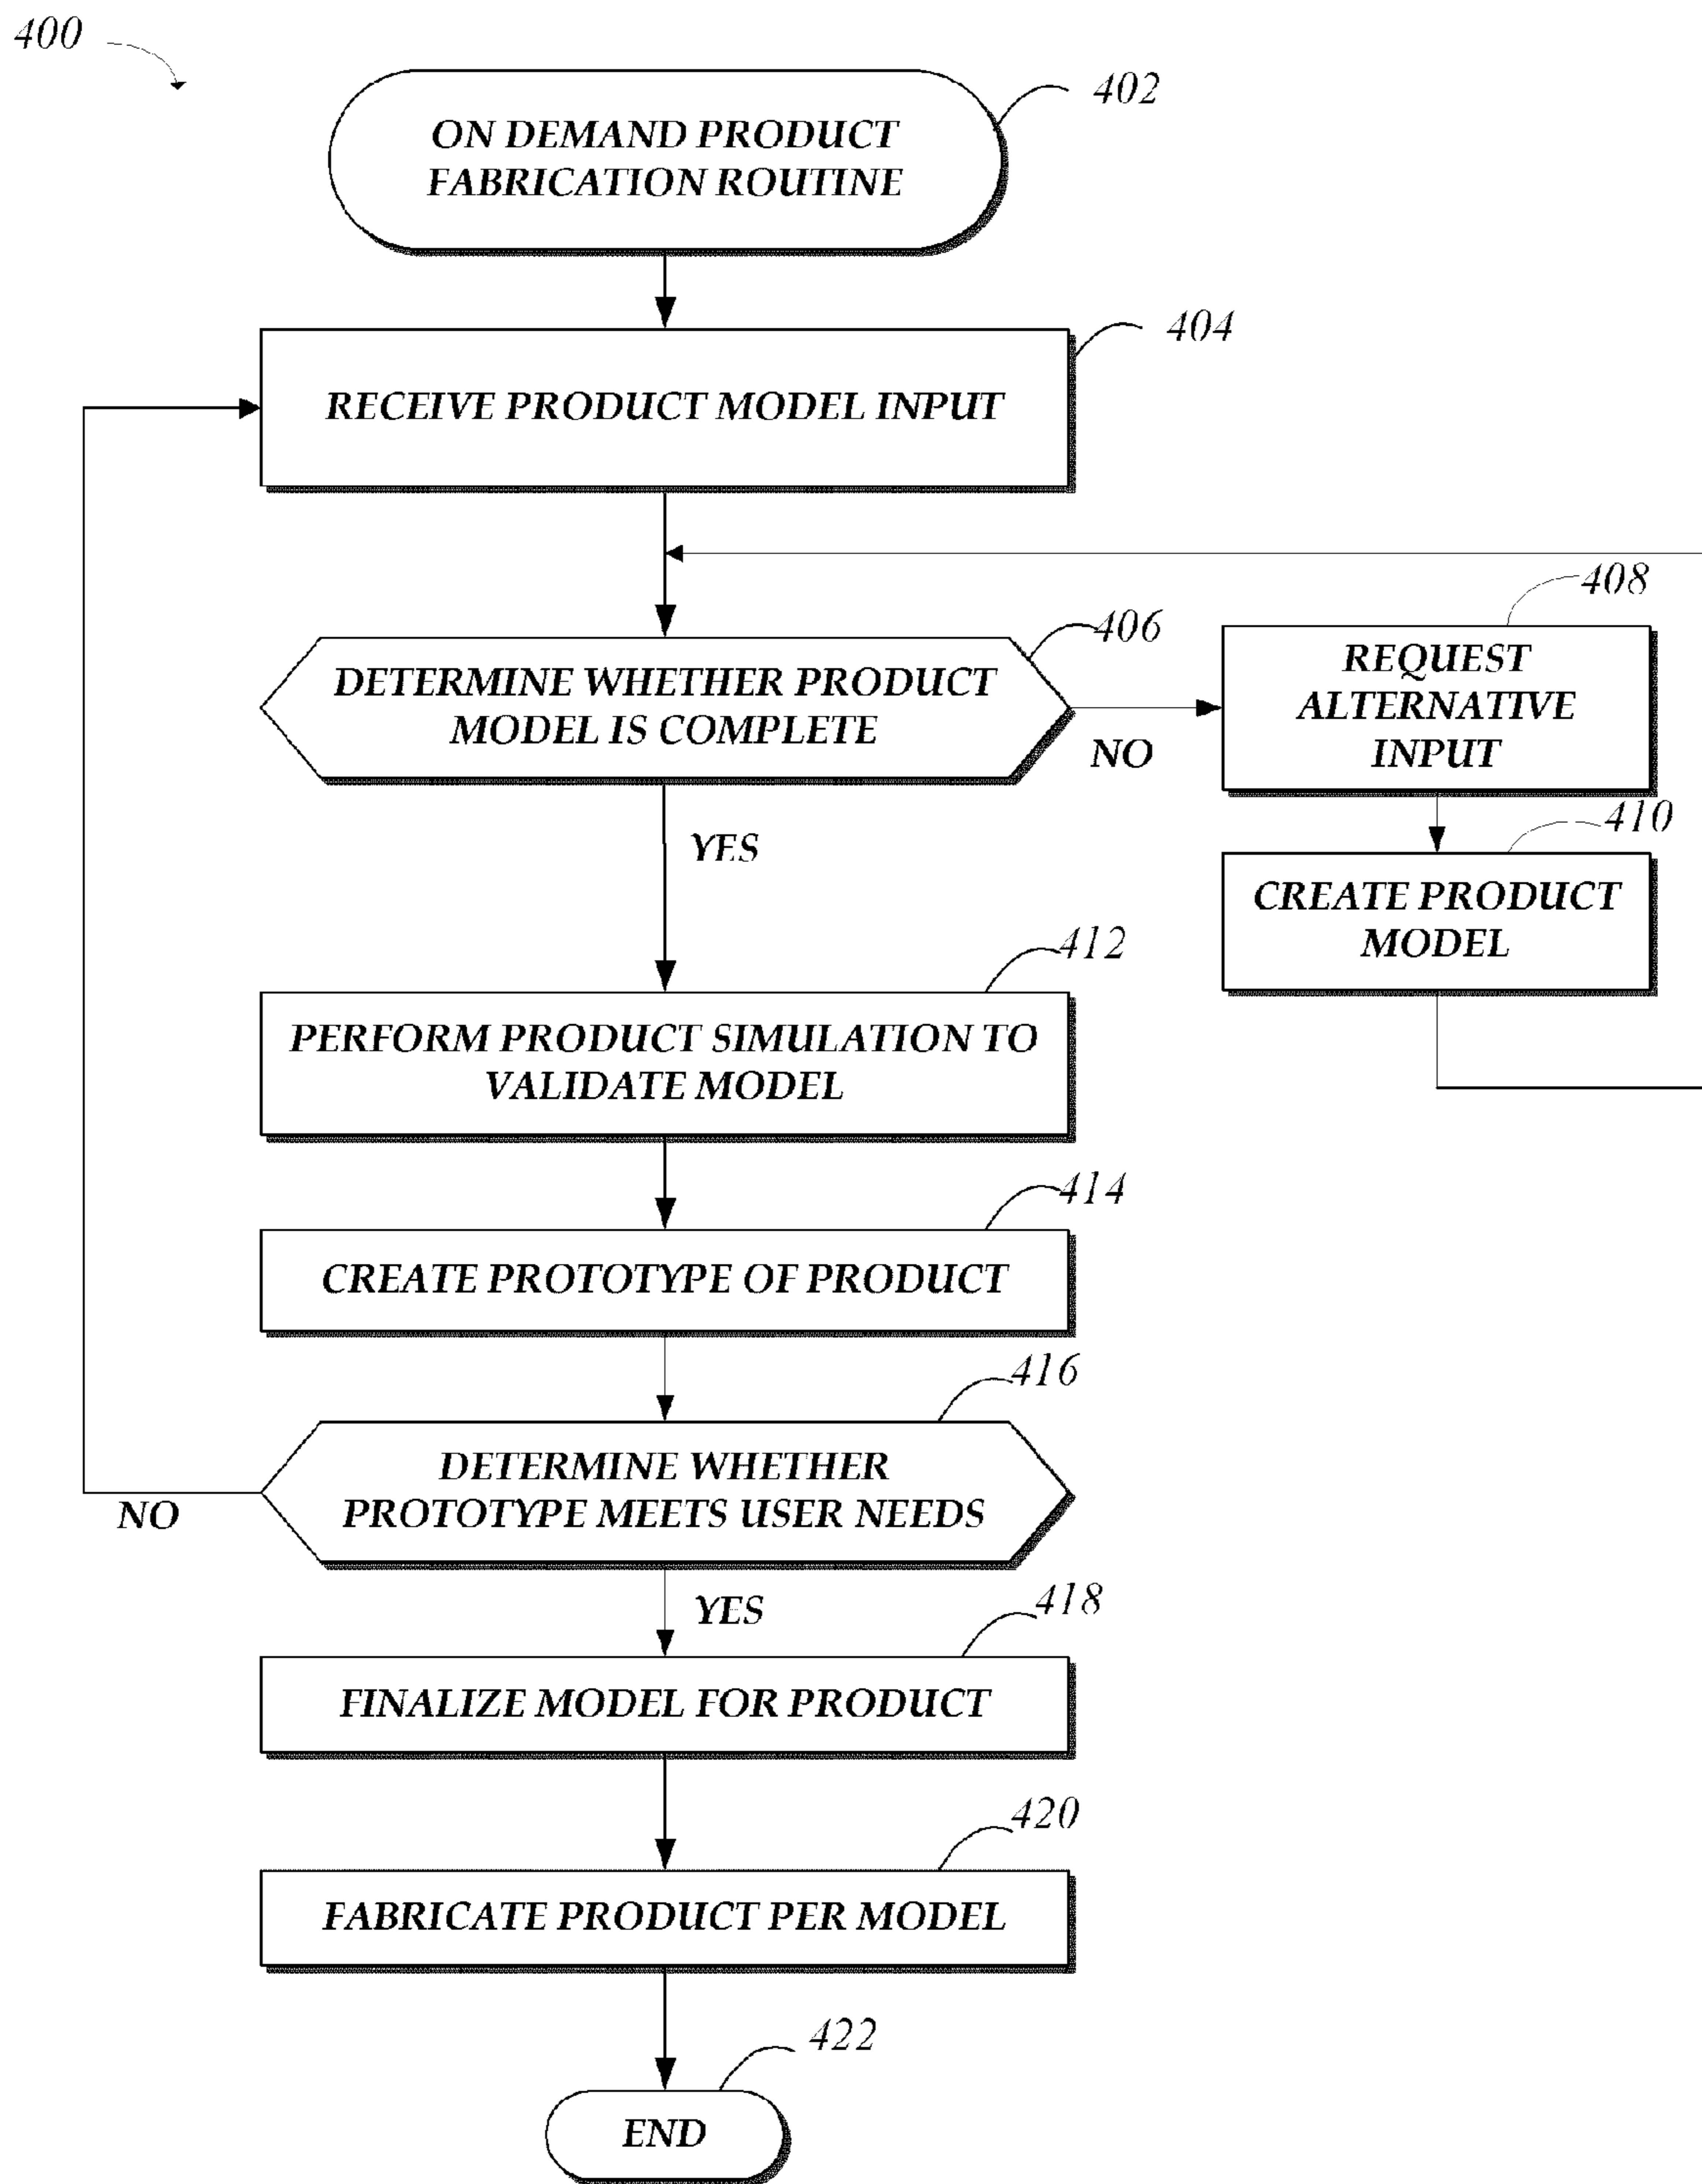 400
402
ON DEMAND PRODUCT
FABRICATION ROUTINE
404
RECEIVE PRODUCT MODEL INPUT
406
DETERMINE WHETHER PRODUCT
MODEL IS COMPLETE
NO
408
REQUEST
ALTERNATIVE
INPUT
410
CREATE PRODUCT
MODEL
YES
412
PERFORM PRODUCT SIMULATION TO
VALIDATE MODEL
414
CREATE PROTOTYPE OF PRODUCT
416
DETERMINE WHETHER
PROTOTYPE MEETS USER NEEDS
NO
YES
418
FINALIZE MODEL FOR PRODUCT
420
FABRICATE PRODUCT PER MODEL
422
END